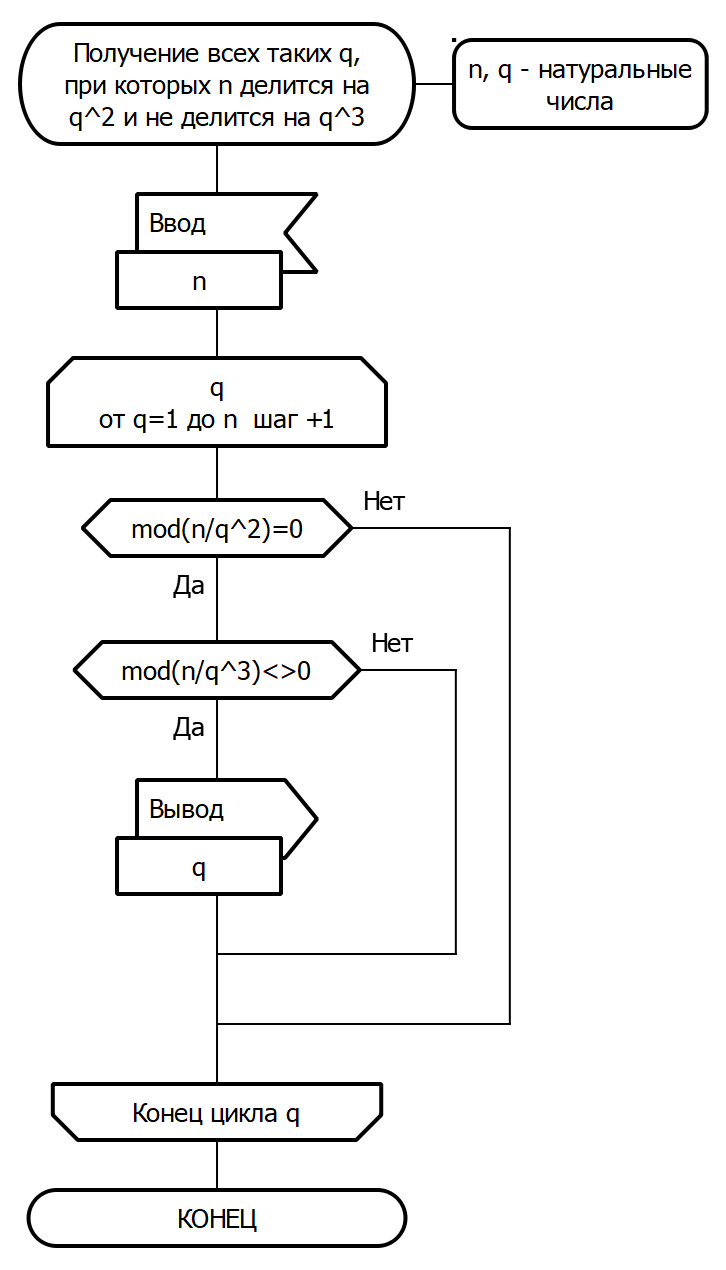 Получение всех таких q,
при которых n делится на
q^2 и не делится на q^3
n, q - натуральные
числа
Ввод
n
q
от q=1 до n  шаг +1
mod(n/q^2)=0
Нет
Да
mod(n/q^3)<>0
Нет
Да
Вывод
q
Конец цикла q
КОНЕЦ